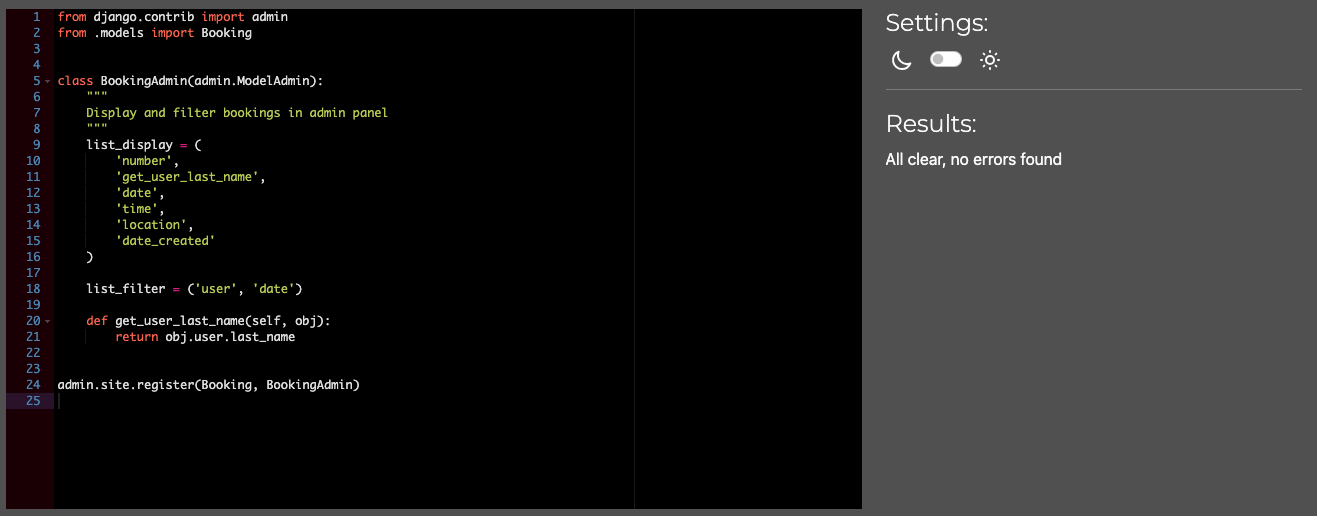 1 from django.contrib import admin
2 from .models import Booking
3
4
5 class BookingAdmin(admin.ModelAdmin):
6     """
7     Display and filter bookings in admin panel
8     """
9     list_display = (
10         'number',
11         'get_user_last_name',
12         'date',
13         'time',
14         'location',
15         'date_created'
16     )
17
18     list_filter = ('user', 'date')
19
20     def get_user_last_name(self, obj):
21         return obj.user.last_name
22
23
24 admin.site.register(Booking, BookingAdmin)
25
Settings:
Results:
All clear, no errors found